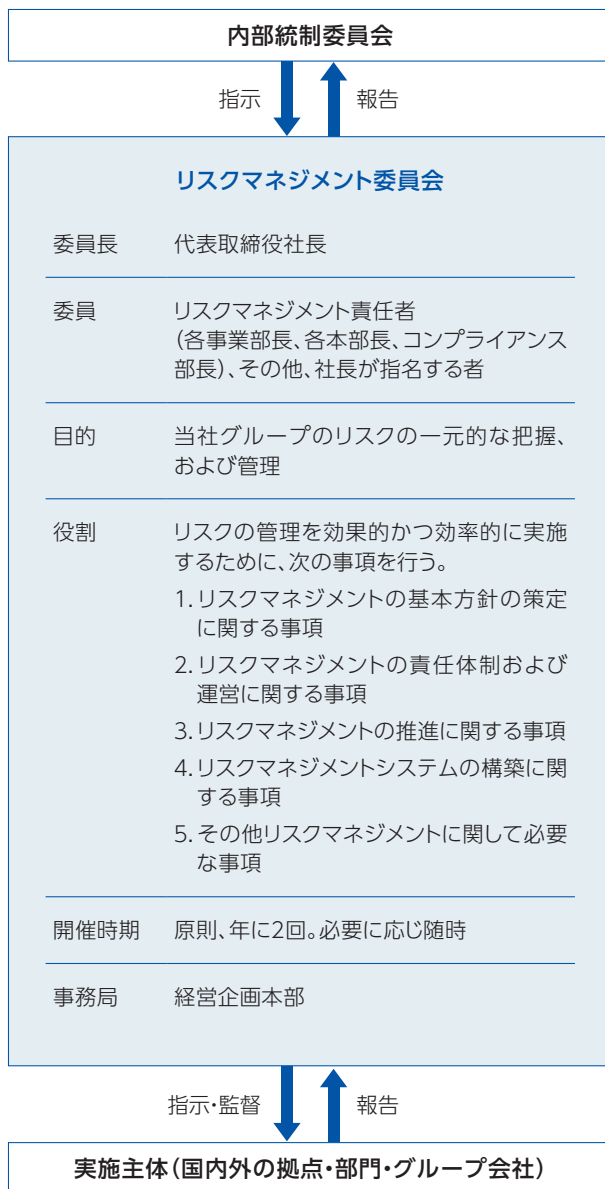 内部統制委員会
指示 報告
リスクマネジメント委員会
委員長 代表取締役社長
委員 リスクマネジメント責任者
(各事業部長、各本部長、コンプライアンス
部長)、その他、社長が指名する者
目的 当社グループのリスクの一元的な把握、
および管理
役割 リスクの管理を効果的かつ効率的に実施
するために、次の事項を行う。
1.リスクマネジメントの基本方針の策定
に関する事項
2.リスクマネジメントの責任体制および
運営に関する事項
3.リスクマネジメントの推進に関する事項
4.リスクマネジメントシステムの構築に関
する事項
5.その他リスクマネジメントに関して必要
な事項
開催時期 原則、年に2回。必要に応じ随時
事務局 経営企画本部
指示・監督 報告
実施主体(国内外の拠点・部門・グループ会社)